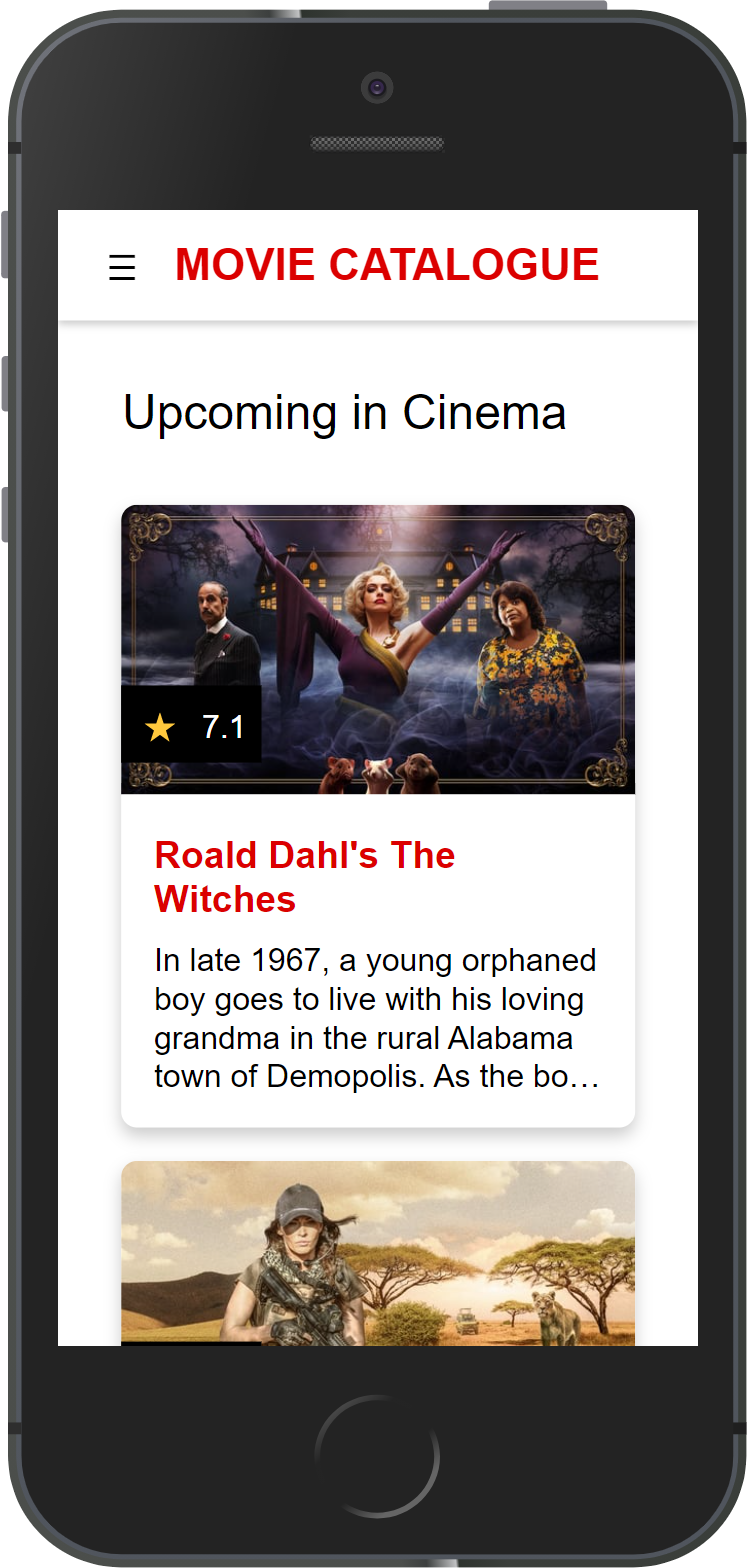 ☰ MOVIE CATALOGUE
Upcoming in Cinema
★ 7.1
Roald Dahl's The
Witches
In late 1967, a young orphaned
boy goes to live with his loving
grandma in the rural Alabama
town of Demopolis. As the bo…